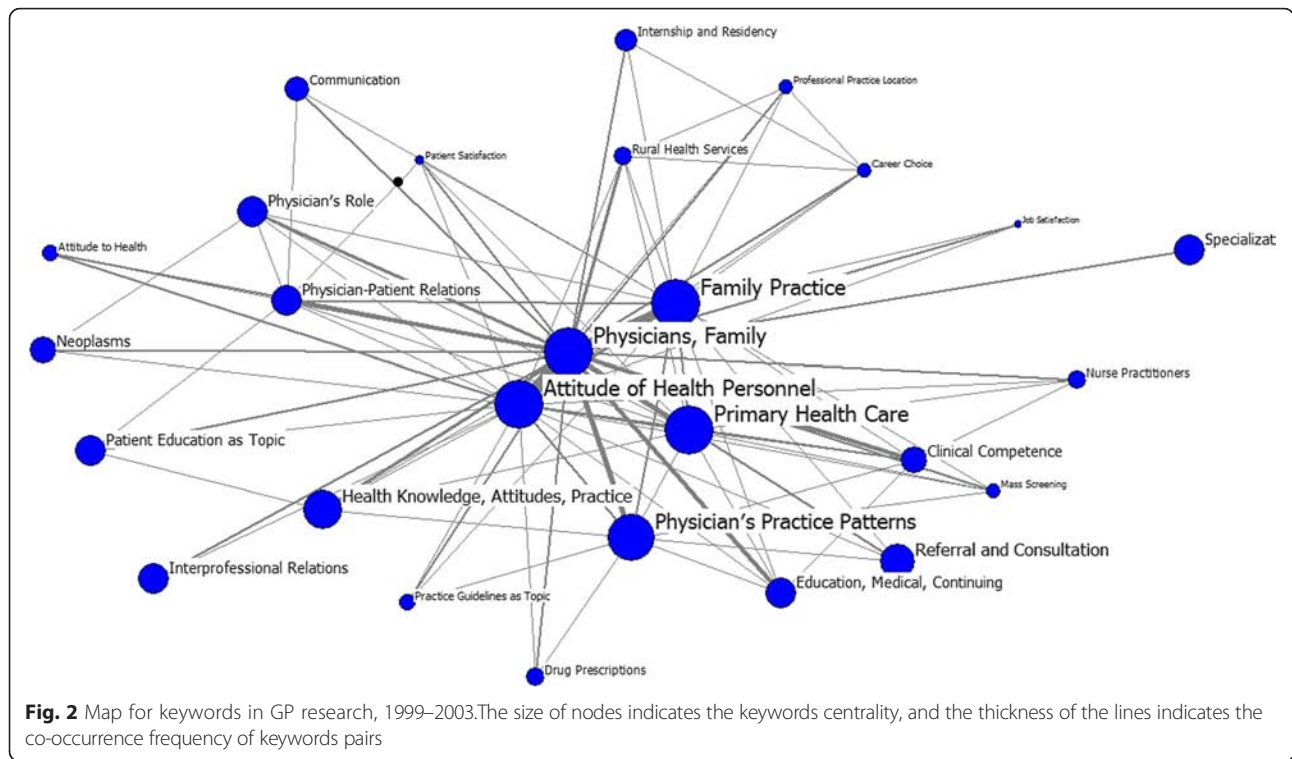 Internship and Residency
Communication
Professional Practice Location
Rural Health Services
Patient Satisfaction
Career Choice
Physician's Role
Job Satisfaction
Attitude to Health
Specializat
Physician-Patient Relations
Family Practice
Physicians, Family
Neoplasms
Nurse Practitioners
Attitude of Health Personnel
Primary Health Care
Patient Education as Topic
Clinical Competence
Mass Screening
Health Knowledge, Attitudes, Practice
Physician's Practice Patterns
Referral and Consultation
Interprofessional Relations
Education, Medical, Continuing
Practice Guidelines as Topic
Drug Prescriptions
Fig. 2 Map for keywords in GP research, 1999–2003.The size of nodes indicates the keywords centrality, and the thickness of the lines indicates the
co-occurrence frequency of keywords pairs